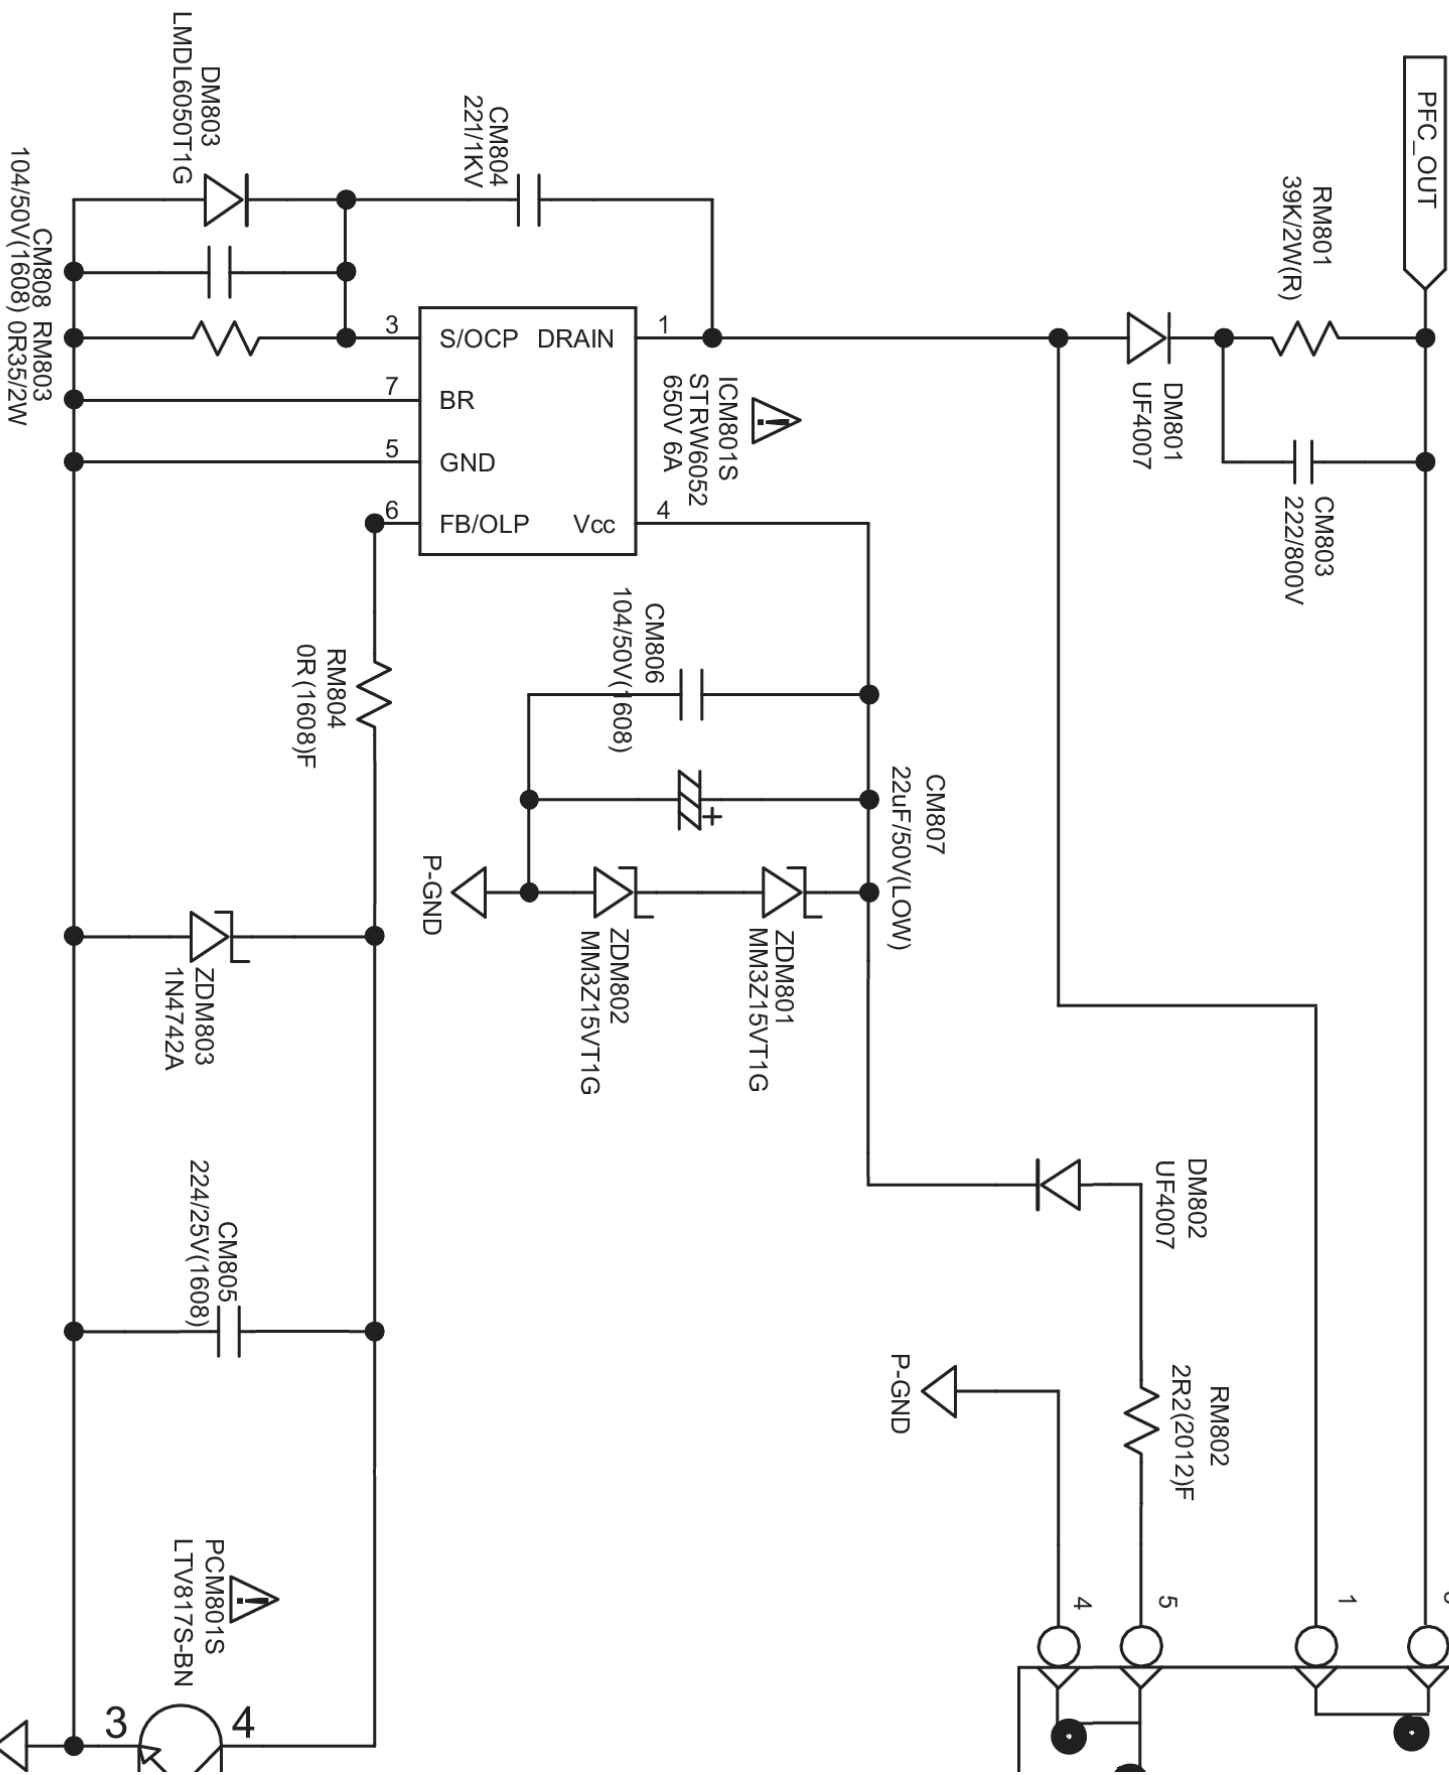 PFC_OUT
RM801
39K/2W(R)
CM803
222/800V
DM801
UF4007
CM804
221/1KV
DM803
LMDL6050T1G
CM808 RM803
104/50V(1608) 0R35/2W
3
7
5
6
S/OCP DRAIN
BR
GND
FB/OLP Vcc
1
4
ICM801S
STRW6052
650V 6A
!
RM804
0R(1608)F
CM806
104/50V(1608)
CM807
22uF/50V(LOW)
+
P-GND
ZDM802
MM3Z15VT1G
ZDM801
MM3Z15VT1G
ZDM803
1N4742A
CM805
224/25V(1608)
DM802
UF4007
RM802
2R2(2012)F
P-GND
4
5
1
PCM801S
LTV817S-BN
!
3
4